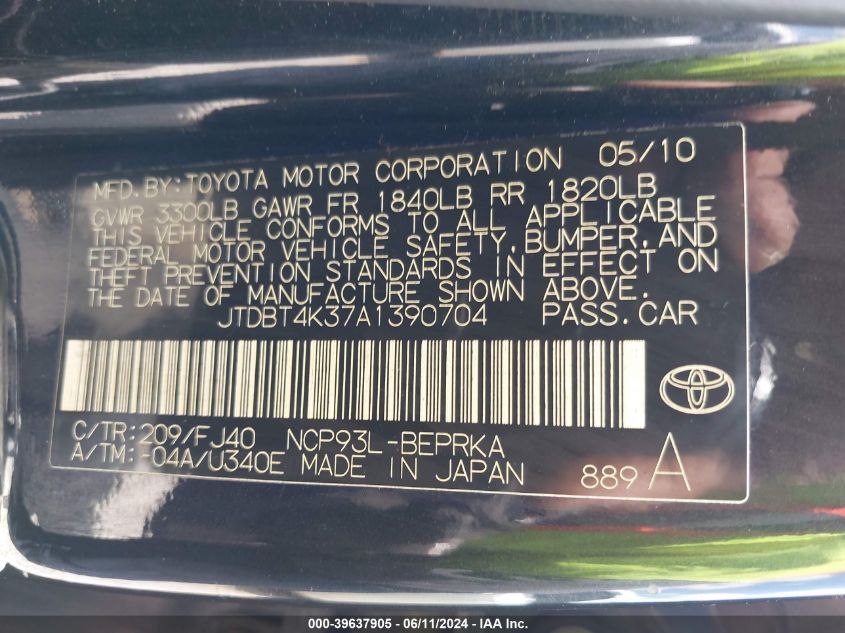 MFD. BY: TOYOTA MOTOR CORPORATION 05/10
GVWR 3300LB GAWR FR 1840LB RR 1820LB
THIS VEHICLE CONFORMS TO ALL APPLICABLE
FEDERAL MOTOR VEHICLE SAFETY, BUMPER, AND
THEFT PREVENTION STANDARDS IN EFFECT ON
THE DATE OF MANUFACTURE SHOWN ABOVE.
JTDBT4K37A1390704 PASS. CAR
C/TR: 209/FJ40 NCP93L-BEPRKA
A/TM: -04A/U340E MADE IN JAPAN 889 A
000-39637905 - 06/11/2024 - IAA Inc.